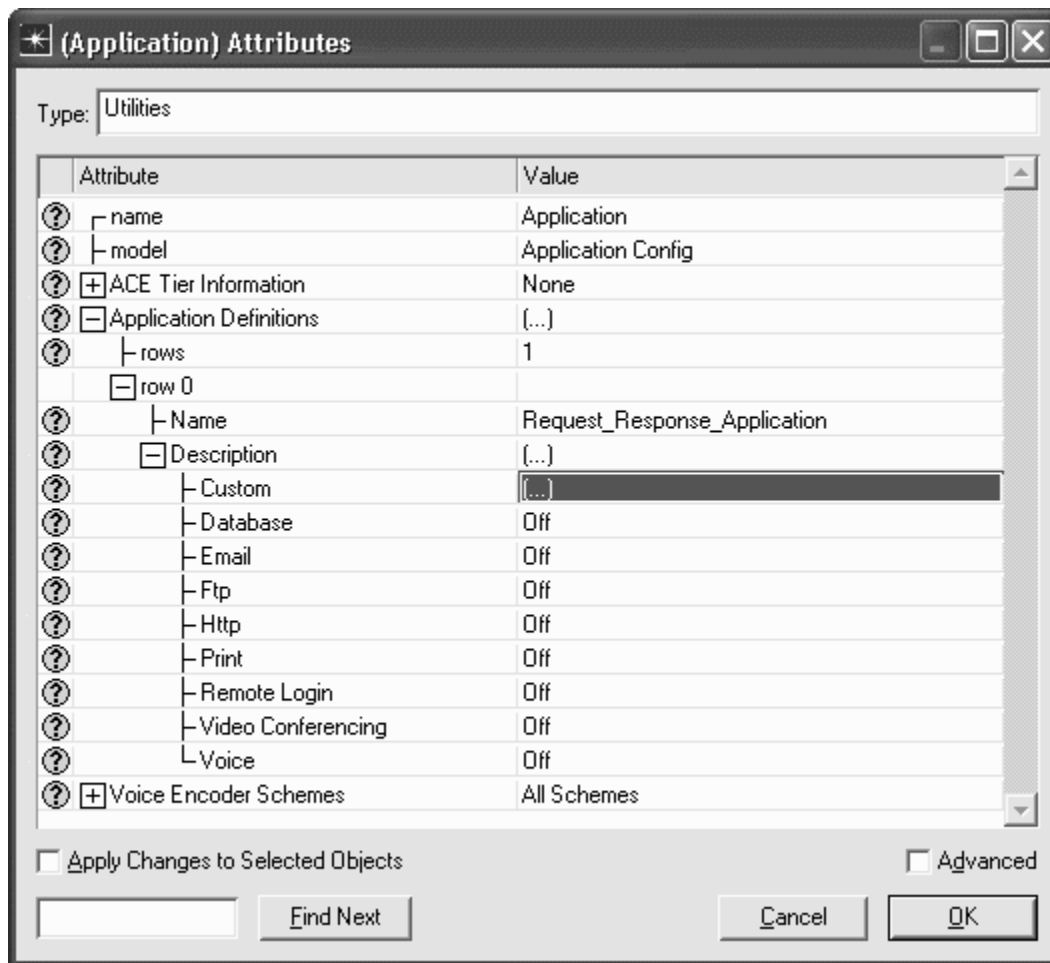 (Application) Attributes
Type: Utilities
Attribute Value
name Application
model Application Config
ACE Tier Information None
Application Definitions (...)
rows 1
row 0
Name Request_Response_Application
Description (...)
Custom (...)
Database Off
Email Off
Ftp Off
Http Off
Print Off
Remote Login Off
Video Conferencing Off
Voice Off
Voice Encoder Schemes All Schemes
Apply Changes to Selected Objects Advanced
Find Next Cancel OK